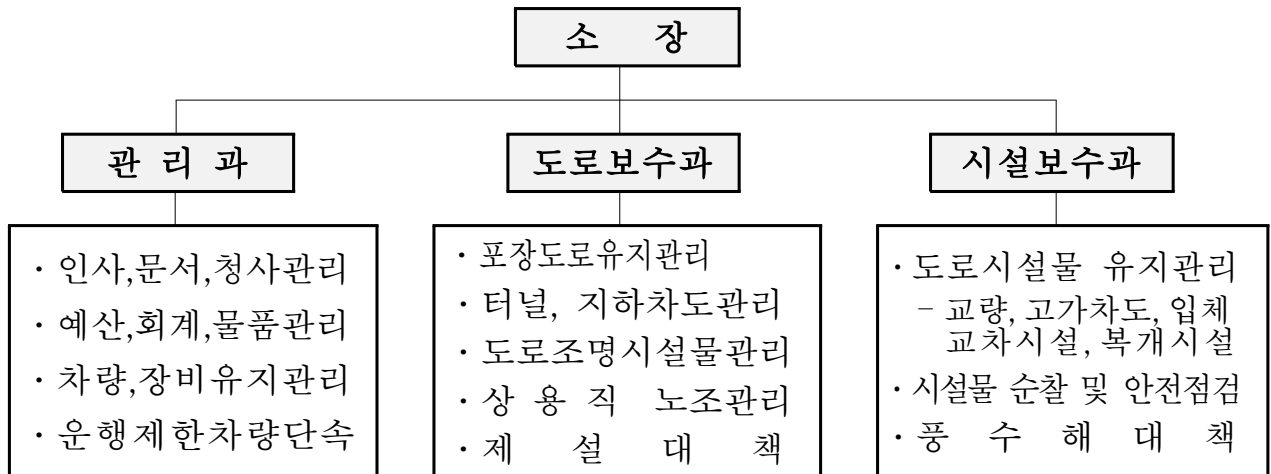 소 장
관 리 과
도로보수과
시설보수과
· 인사,문서,청사관리
· 예산,회계,물품관리
· 차량,장비유지관리
· 운행제한차량단속
· 포장도로유지관리
· 터널, 지하차도관리
· 도로조명시설물관리
· 상 용 직 노조관리
· 제 설 대 책
· 도로시설물 유지관리
- 교량, 고가차도, 입체
교차시설, 복개시설
· 시설물 순찰 및 안전점검
· 풍 수 해 대 책